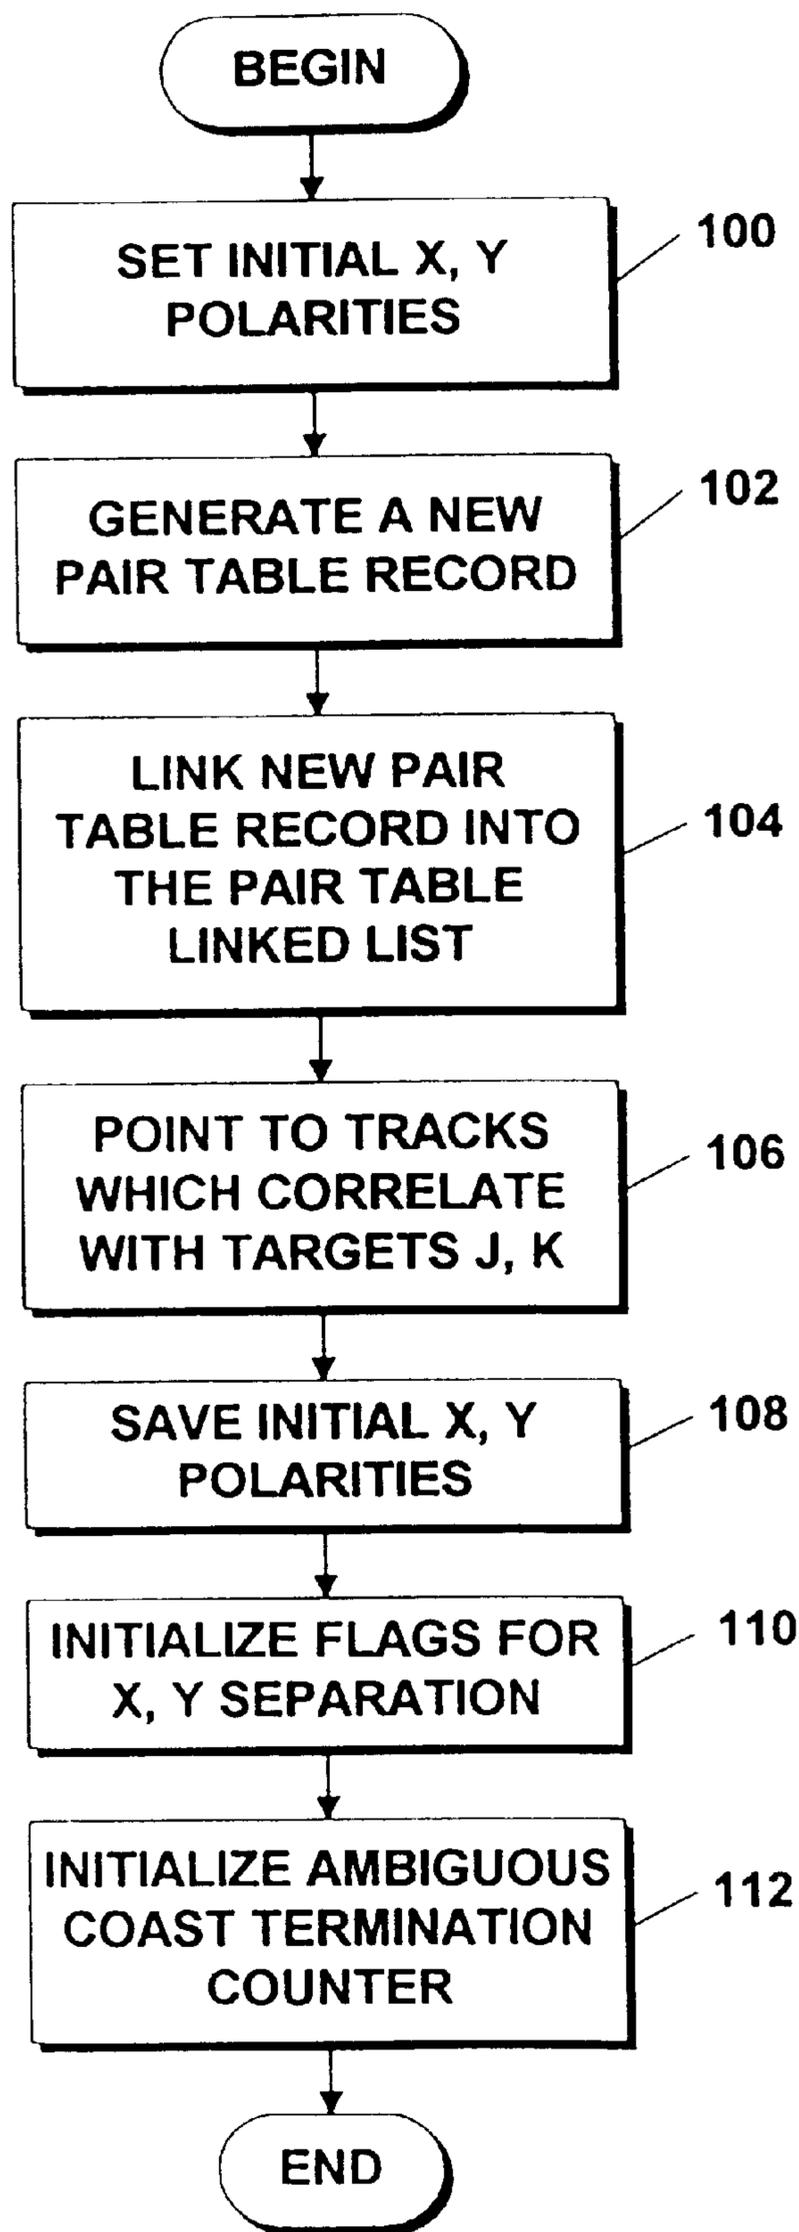 BEGIN
SET INITIAL X, Y
POLARITIES
100
GENERATE A NEW
PAIR TABLE RECORD
102
LINK NEW PAIR
TABLE RECORD INTO
THE PAIR TABLE
LINKED LIST
104
POINT TO TRACKS
WHICH CORRELATE
WITH TARGETS J, K
106
SAVE INITIAL X, Y
POLARITIES
108
INITIALIZE FLAGS FOR
X, Y SEPARATION
110
INITIALIZE AMBIGUOUS
COAST TERMINATION
COUNTER
112
END